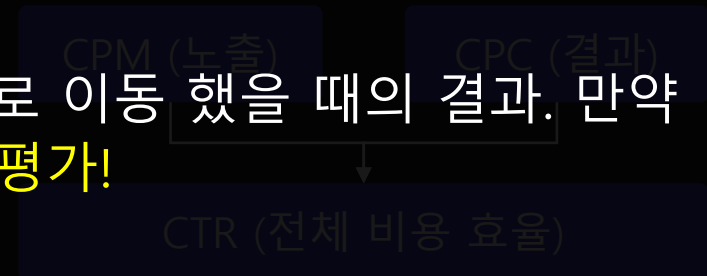 CPM (노출) CPC (결과)
로 이동 했을 때의 결과. 만약
평가!
CTR (전체 비용 효율)